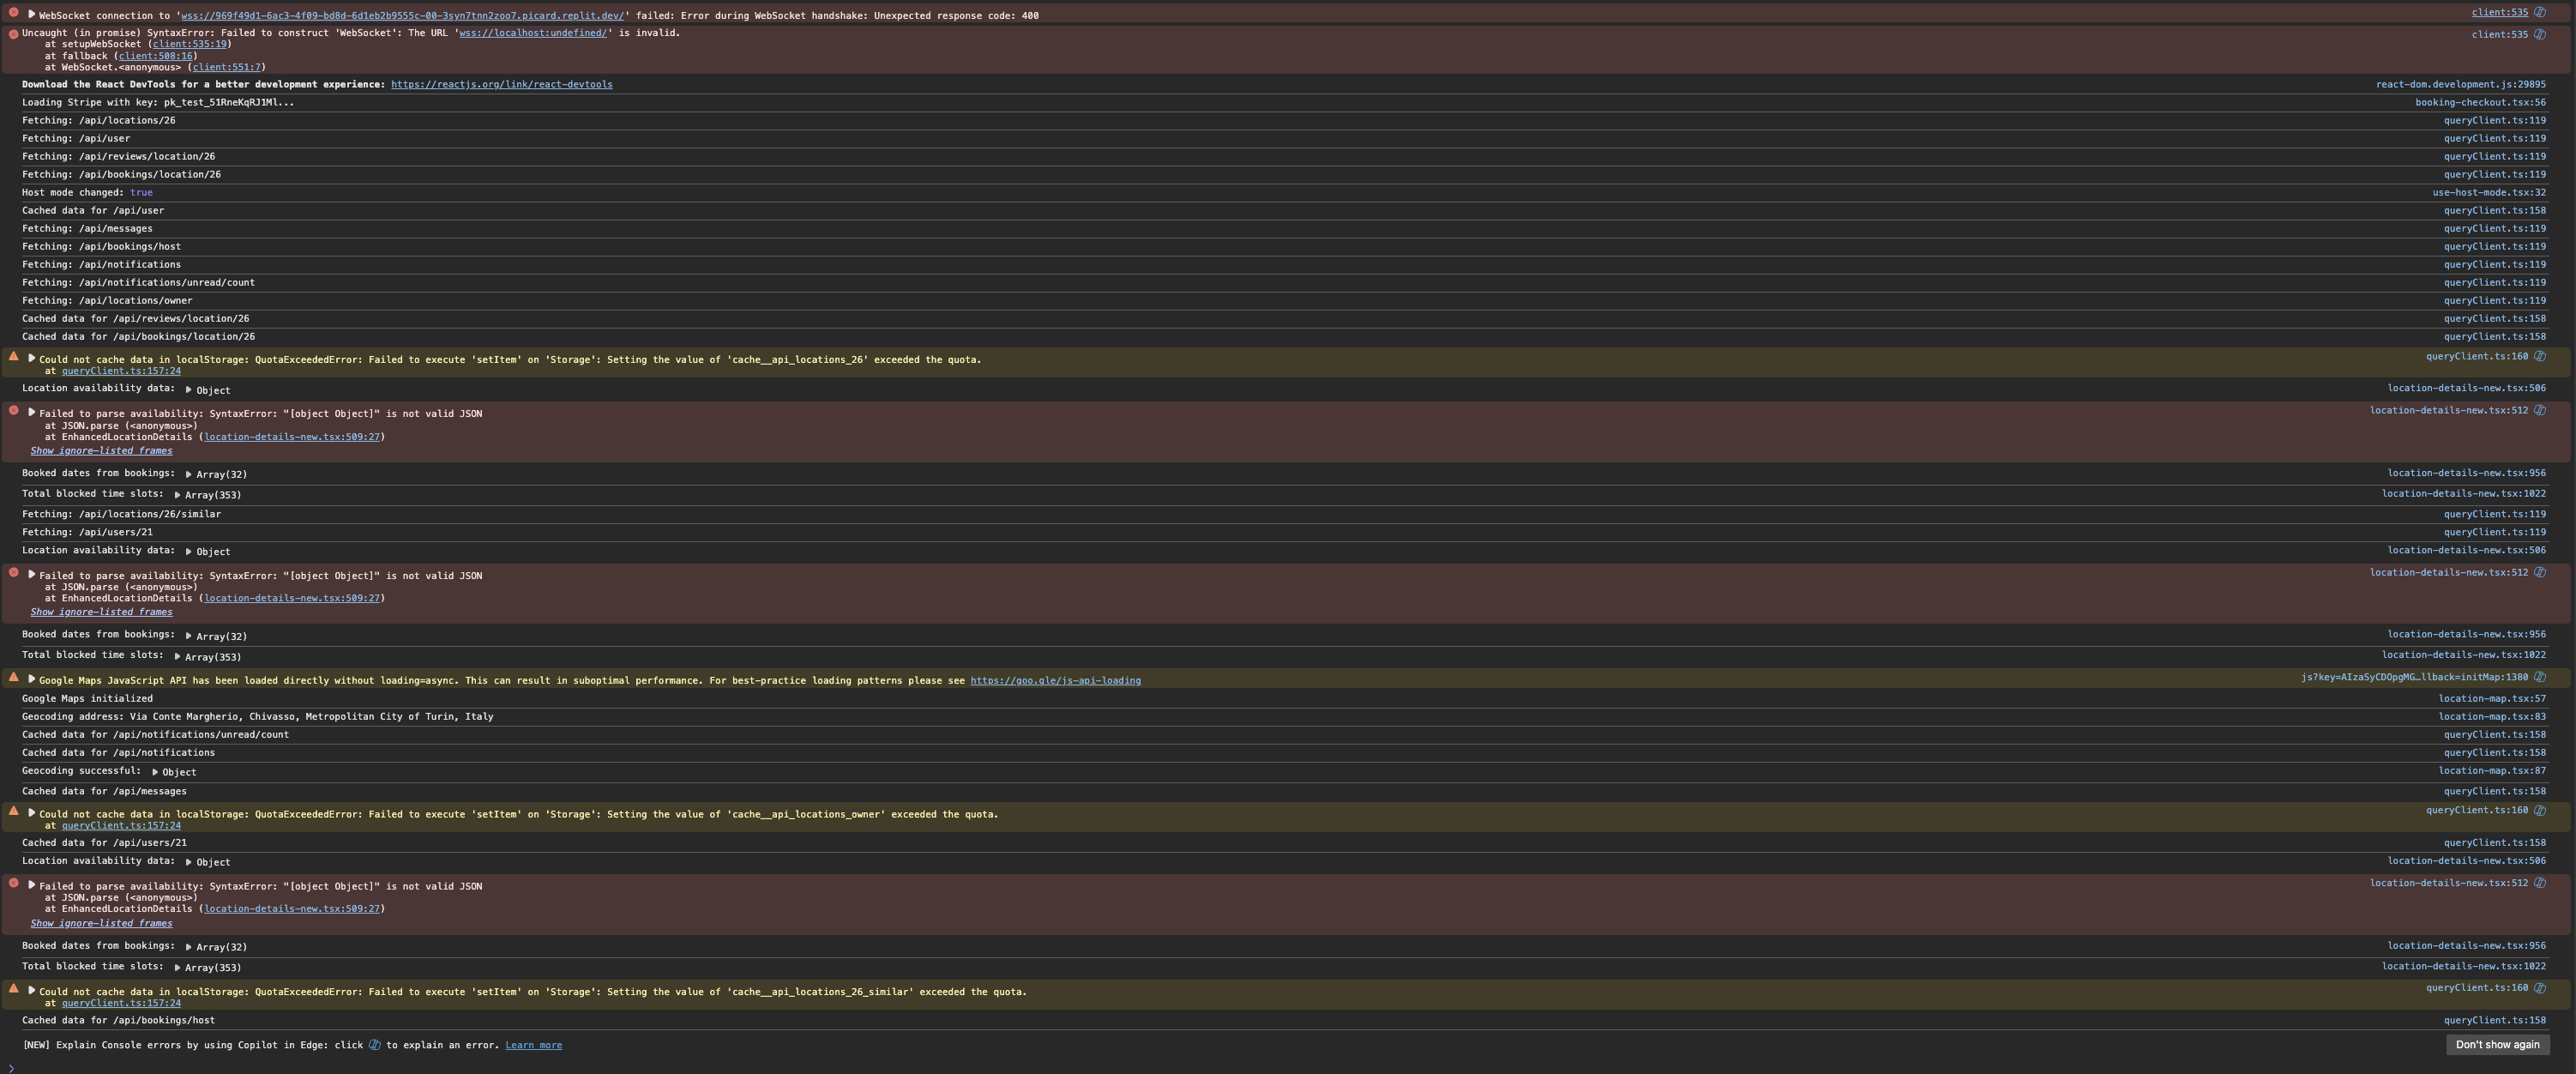 WebSocket connection to 'wss://969f49d1-6ac3-4f09-bd8d-6d1eb2b9555c-00-3syn7tnn2zoo7.picard.replit.dev/' failed: Error during WebSocket handshake: Unexpected response code: 400 client:535
Uncaught (in promise) SyntaxError: Failed to construct 'WebSocket': The URL 'wss://localhost:undefined/' is invalid. client:535
at setupWebSocket (client:535:19)
at fallback (client:508:16)
at WebSocket.<anonymous> (client:551:7)
Download the React DevTools for a better development experience: https://reactjs.org/link/react-devtools react-dom.development.js:29895
Loading Stripe with key: pk_test_51RneKqRJ1Ml... booking-checkout.tsx:56
Fetching: /api/locations/26 queryClient.ts:119
Fetching: /api/user queryClient.ts:119
Fetching: /api/reviews/location/26 queryClient.ts:119
Fetching: /api/bookings/location/26 queryClient.ts:119
Host mode changed: true use-host-mode.tsx:32
Cached data for /api/user queryClient.ts:158
Fetching: /api/messages queryClient.ts:119
Fetching: /api/bookings/host queryClient.ts:119
Fetching: /api/notifications queryClient.ts:119
Fetching: /api/notifications/unread/count queryClient.ts:119
Fetching: /api/locations/owner queryClient.ts:119
Cached data for /api/reviews/location/26 queryClient.ts:158
Cached data for /api/bookings/location/26 queryClient.ts:158
Could not cache data in localStorage: QuotaExceededError: Failed to execute 'setItem' on 'Storage': Setting the value of 'cache__api_locations_26' exceeded the quota. queryClient.ts:160
at queryClient.ts:157:24
Location availability data: Object location-details-new.tsx:506
Failed to parse availability: SyntaxError: "[object Object]" is not valid JSON location-details-new.tsx:512
at JSON.parse (<anonymous>)
at EnhancedLocationDetails (location-details-new.tsx:509:27)
Show ignore-listed frames
Booked dates from bookings: Array(32) location-details-new.tsx:956
Total blocked time slots: Array(353) location-details-new.tsx:1022
Fetching: /api/locations/26/similar queryClient.ts:119
Fetching: /api/users/21 queryClient.ts:119
Location availability data: Object location-details-new.tsx:506
Failed to parse availability: SyntaxError: "[object Object]" is not valid JSON location-details-new.tsx:512
at JSON.parse (<anonymous>)
at EnhancedLocationDetails (location-details-new.tsx:509:27)
Show ignore-listed frames
Booked dates from bookings: Array(32) location-details-new.tsx:956
Total blocked time slots: Array(353) location-details-new.tsx:1022
Google Maps JavaScript API has been loaded directly without loading=async. This can result in suboptimal performance. For best-practice loading patterns please see https://goo.gle/js-api-loading js?key=AIzaSyCDOpgMG…llback=initMap:1380
Google Maps initialized location-map.tsx:57
Geocoding address: Via Conte Margherio, Chivasso, Metropolitan City of Turin, Italy location-map.tsx:83
Cached data for /api/notifications/unread/count queryClient.ts:158
Cached data for /api/notifications queryClient.ts:158
Geocoding successful: Object location-map.tsx:87
Cached data for /api/messages queryClient.ts:158
Could not cache data in localStorage: QuotaExceededError: Failed to execute 'setItem' on 'Storage': Setting the value of 'cache__api_locations_owner' exceeded the quota. queryClient.ts:160
at queryClient.ts:157:24
Cached data for /api/users/21 queryClient.ts:158
Location availability data: Object location-details-new.tsx:506
Failed to parse availability: SyntaxError: "[object Object]" is not valid JSON location-details-new.tsx:512
at JSON.parse (<anonymous>)
at EnhancedLocationDetails (location-details-new.tsx:509:27)
Show ignore-listed frames
Booked dates from bookings: Array(32) location-details-new.tsx:956
Total blocked time slots: Array(353) location-details-new.tsx:1022
Could not cache data in localStorage: QuotaExceededError: Failed to execute 'setItem' on 'Storage': Setting the value of 'cache__api_locations_26_similar' exceeded the quota. queryClient.ts:160
at queryClient.ts:157:24
Cached data for /api/bookings/host queryClient.ts:158
[NEW] Explain Console errors by using Copilot in Edge: click to explain an error. Learn more Don't show again